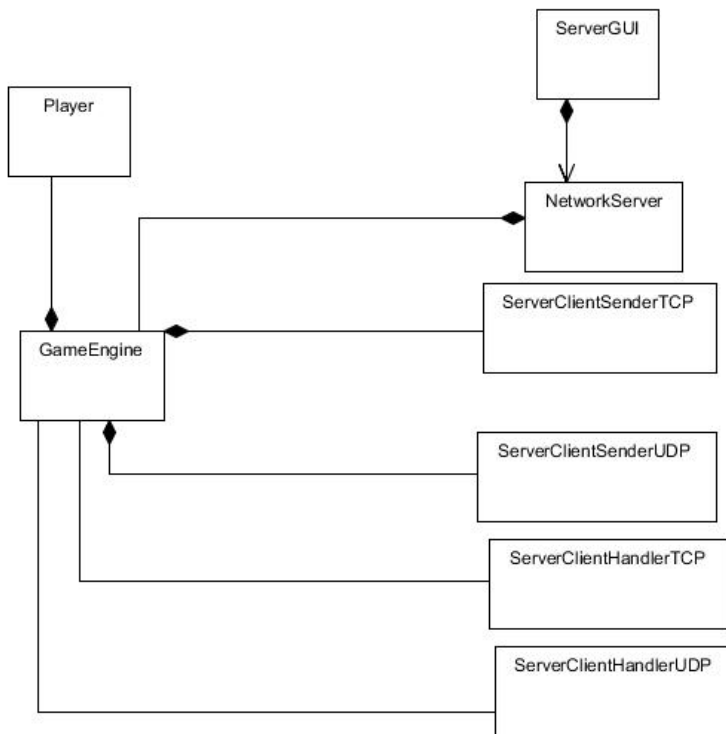 ServerGUI
Player
NetworkServer
ServerClientSenderTCP
GameEngine
ServerClientSenderUDP
ServerClientHandlerTCP
ServerClientHandlerUDP